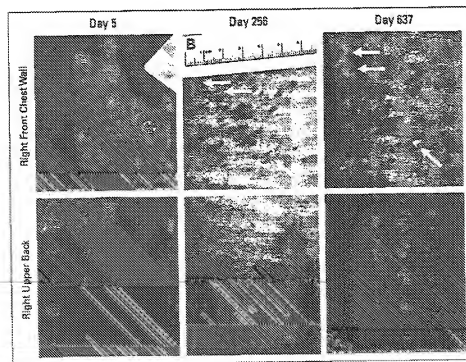 Day 5
Day 256
Day 637
B
Right Front Chest Wall
Right Upper Back